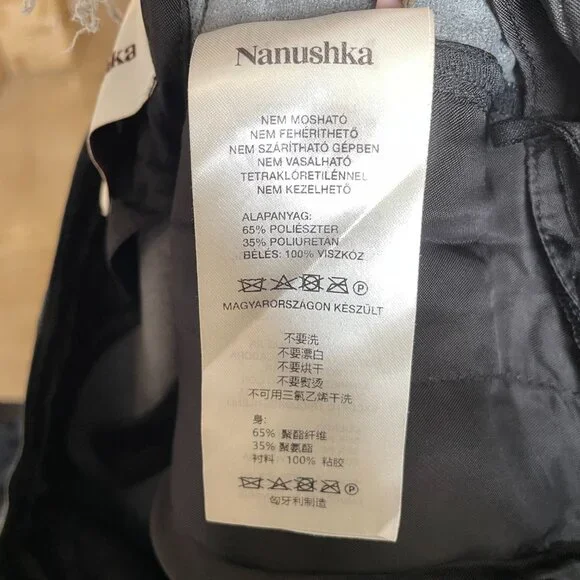 Nanushka
ka
NEM MOSHATÓ
NEM FEHÉRÍTHETŐ
NEM SZÁRÍTHATÓ GÉPBEN
NEM VASALHATÓ
TETRAKLÓRETILÉNNEL
NEM KEZELHETŐ
ALAPANYAG:
65% POLIÉSZTER
35% POLIURETÁN
BÉLÉS: 100% VISZKÓZ
P
MAGYARORSZÁGON KÉSZÜLT
不要洗
不要漂白
不要烘干
不要熨烫
不可用三氯乙烯干洗
身:
65% 聚酯纤维
35% 聚氨酯
衬料 100% 粘胶
P
匈牙利制造